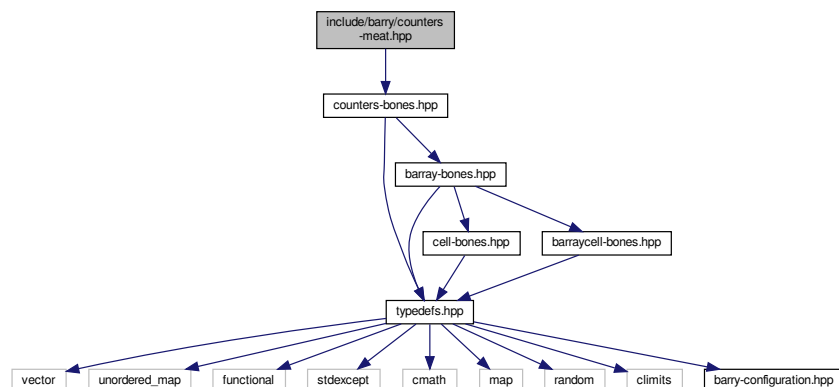 include/barry/counters
-meat.hpp
counters-bones.hpp
barray-bones.hpp
cell-bones.hpp
barraycell-bones.hpp
typedefs.hpp
vector
unordered_map
functional
stdexcept
cmath
map
random
climits
barry-configuration.hpp